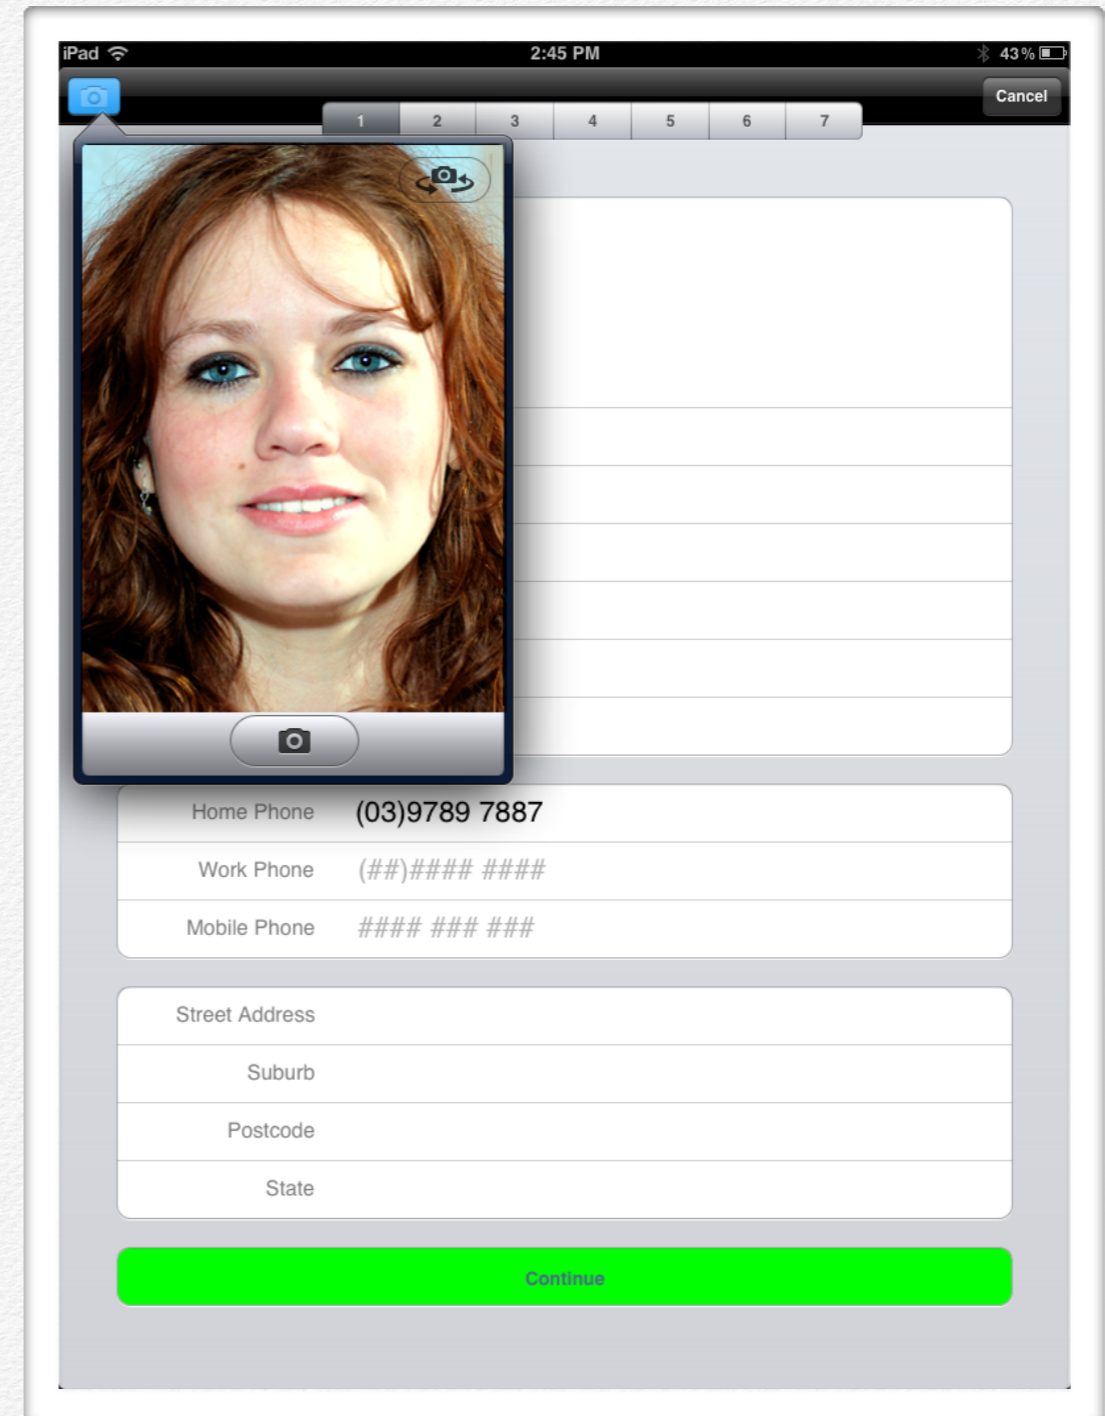 iPad 2:45 PM 43%
Cancel
1 2 3 4 5 6 7
Home Phone (03)9789 7887
Work Phone (##)#### ####
Mobile Phone #### ### ###
Street Address
Suburb
Postcode
State
Continue